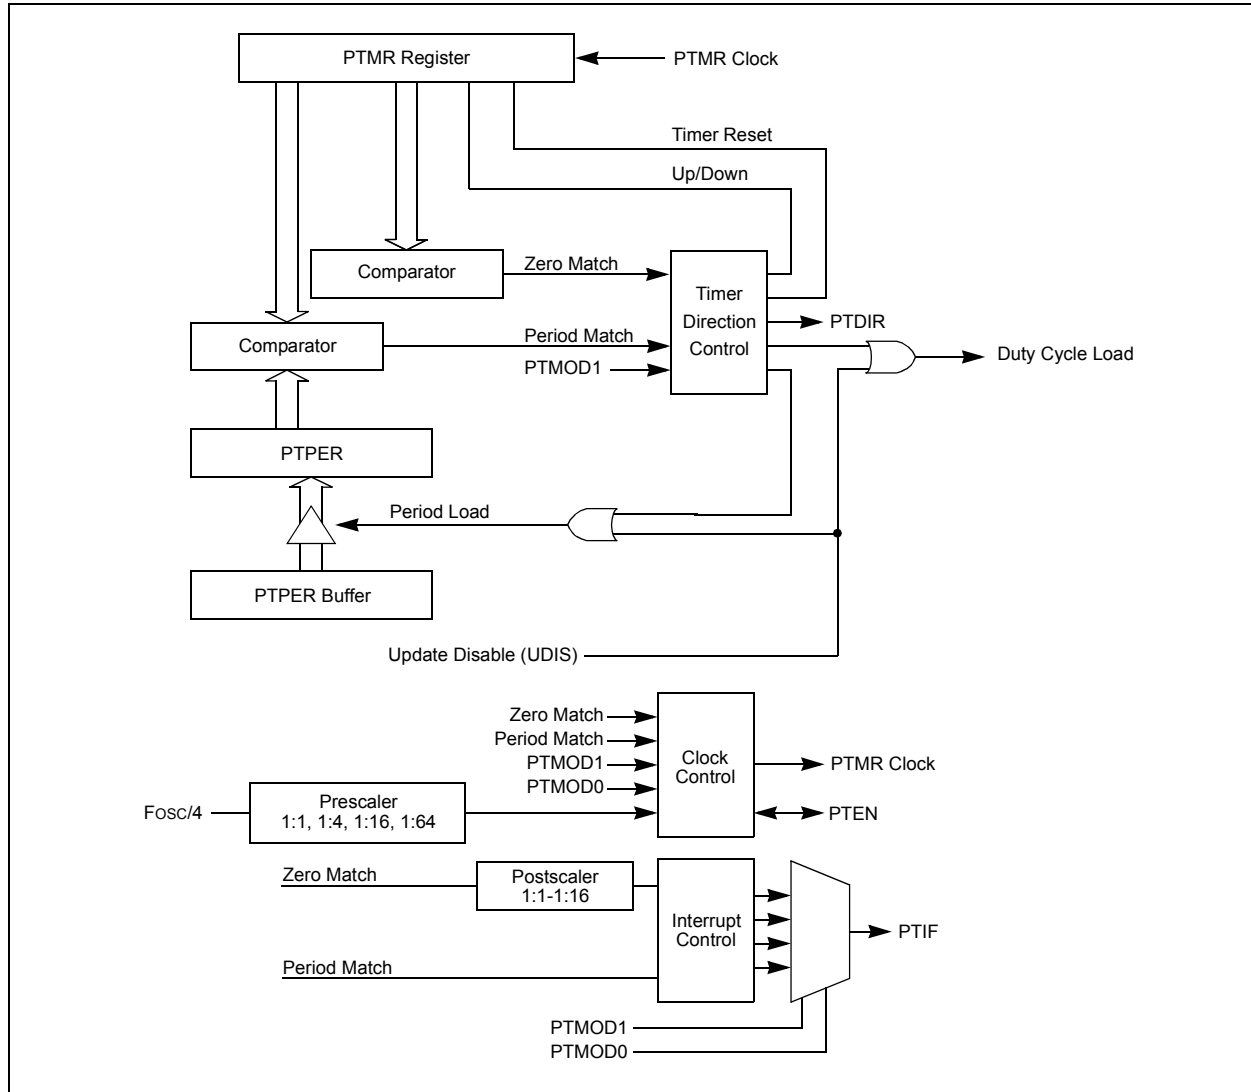 PTMR Register
PTMR Clock
Timer Reset
Up/Down
Comparator
Zero Match
Timer
Direction
Control
PTDIR
Comparator
Period Match
PTMOD1
Duty Cycle Load
PTPER
Period Load
PTPER Buffer
Update Disable (UDIS)
Zero Match
Period Match
PTMOD1
PTMOD0
Clock
Control
PTMR Clock
PTEN
FOSC/4
Prescaler
1:1, 1:4, 1:16, 1:64
Zero Match
Postscaler
1:1-1:16
Interrupt
Control
PTIF
Period Match
PTMOD1
PTMOD0